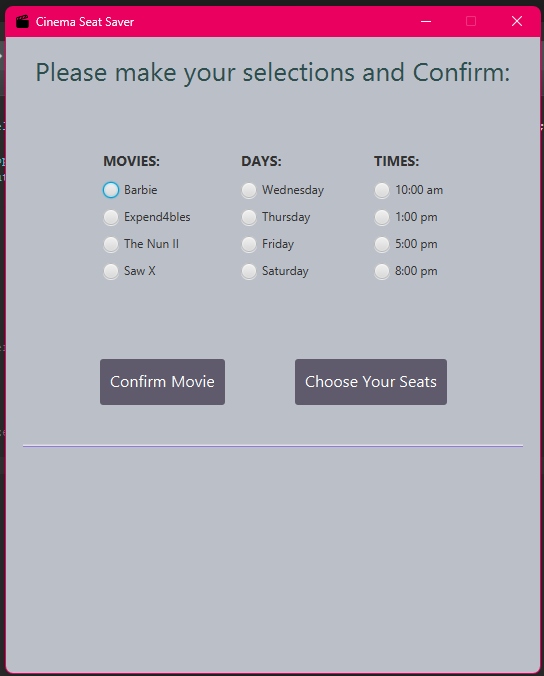 Cinema Seat Saver
Please make your selections and Confirm:
MOVIES: DAYS: TIMES:
Barbie Wednesday 10:00 am
Expend4bles Thursday 1:00 pm
The Nun II Friday 5:00 pm
Saw X Saturday 8:00 pm
Confirm Movie Choose Your Seats